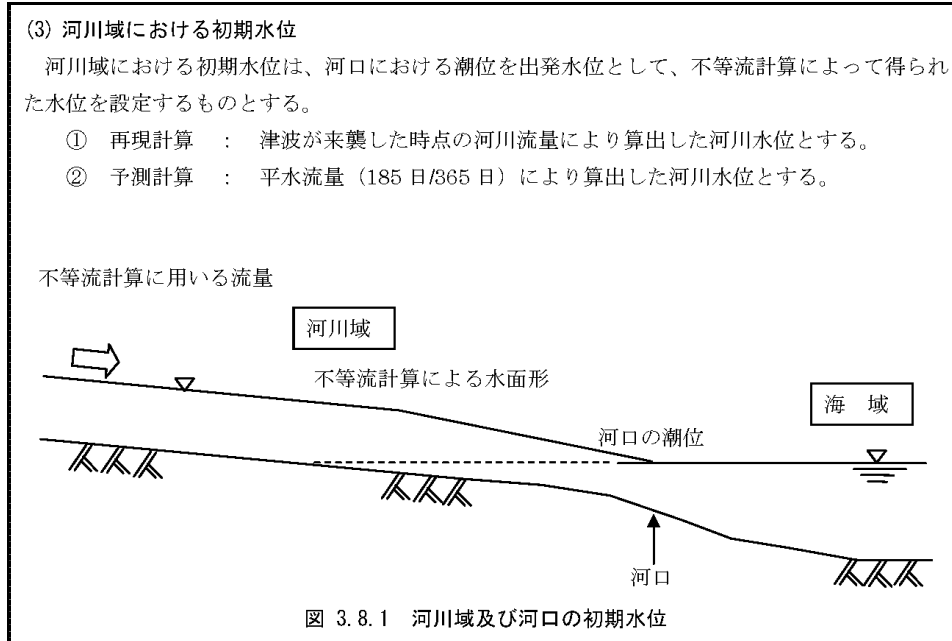 (3) 河川域における初期水位
河川域における初期水位は、河口における潮位を出発水位として、不等流計算によって得られ
た水位を設定するものとする。
① 再現計算 : 津波が来襲した時点の河川流量により算出した河川水位とする。
② 予測計算 : 平水流量（185 日/365 日）により算出した河川水位とする。
不等流計算に用いる流量
河川域
不等流計算による水面形
海 域
河口の潮位
河口
図 3.8.1 河川域及び河口の初期水位